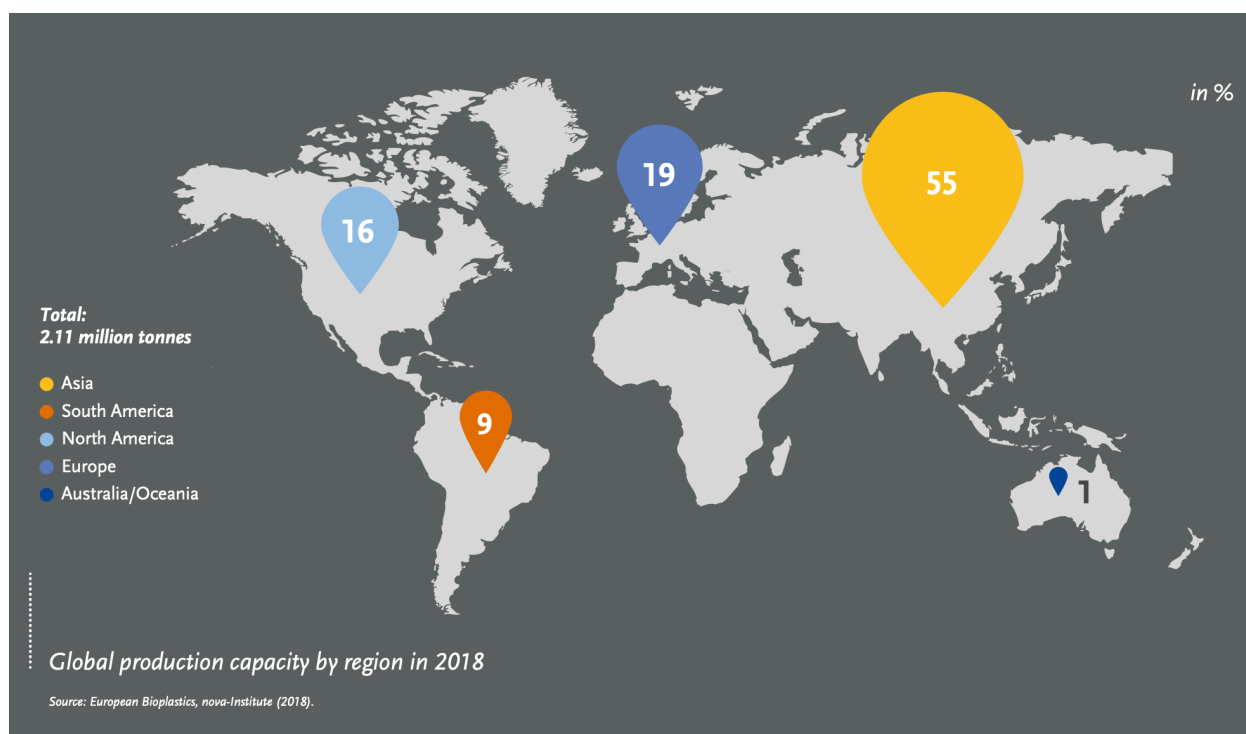 in %
19
55
16
Total:
2.11 million tonnes
Asia
South America
North America
Europe
Australia/Oceania
9
1
Global production capacity by region in 2018
Source: European Bioplastics, nova-Institute (2018).